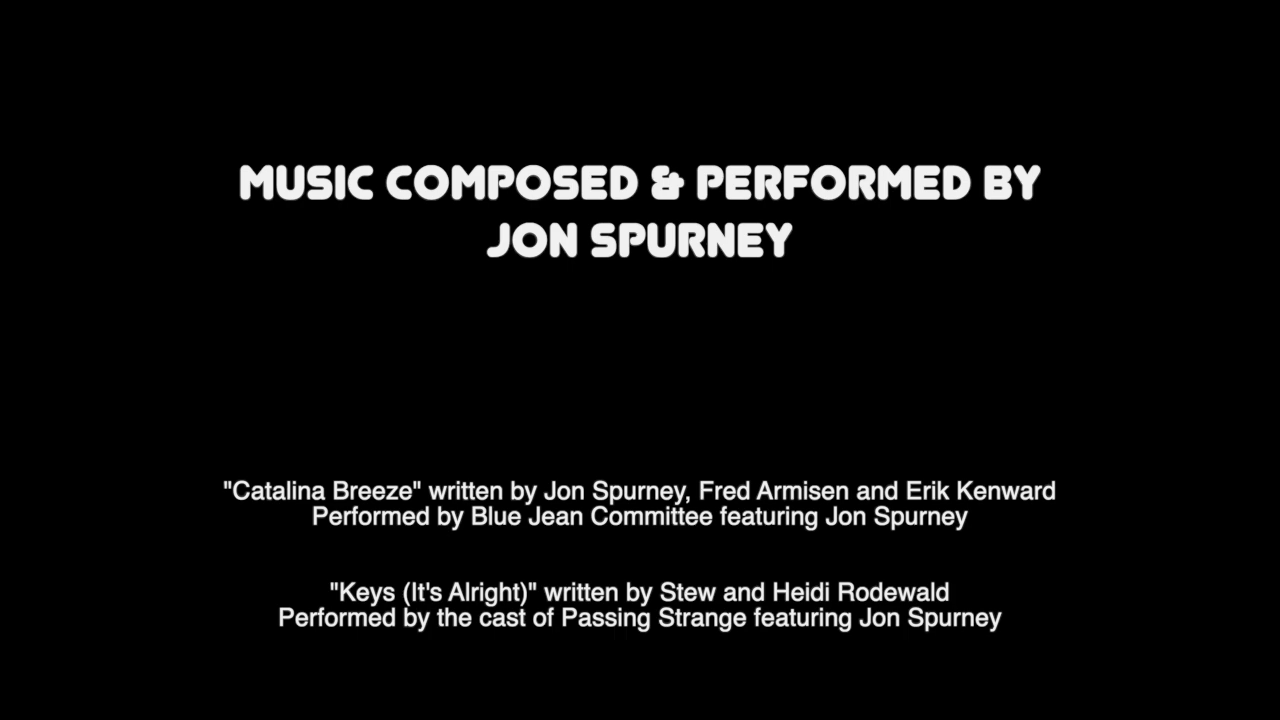 MUSIC COMPOSED & PERFORMED BY
JON SPURNEY
"Catalina Breeze" written by Jon Spurney, Fred Armisen and Erik Kenward
Performed by Blue Jean Committee featuring Jon Spurney
"Keys (It's Alright)" written by Stew and Heidi Rodewald
Performed by the cast of Passing Strange featuring Jon Spurney